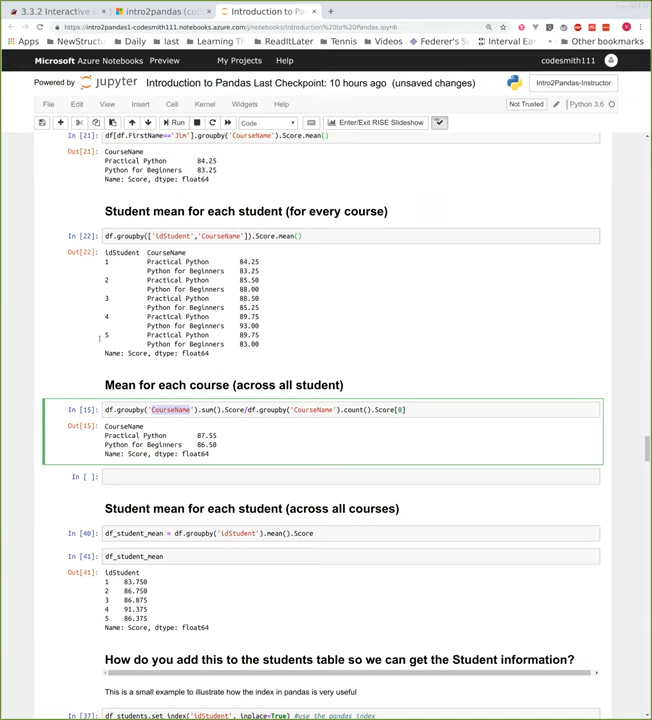 3.3.2 Interactive
intro2pandas (codesmith
Introduction to Pa
https://intro2pandas1-codesmith111.notebooks.azure.com/j/notebooks/Introduction%20to%20Pandas.ipynb
Apps NewStructu Daily last Learning T ReadItLater Tennis Videos Federer's S Interval Ea Other bookmarks
Microsoft Azure Notebooks Preview My Projects Help codesmith111
Powered by jupyter Introduction to Pandas Last Checkpoint: 10 hours ago (unsaved changes) Intro2Pandas-Instructor
File Edit View Insert Cell Kernel Widgets Help Not Trusted Python 3.6
Run Code Enter/Exit RISE Slideshow
In [21]: df[df.FirstName=='Jim'].groupby('CourseName').Score.mean()
Out[21]: CourseName
Practical Python 84.25
Python for Beginners 83.25
Name: Score, dtype: float64
Student mean for each student (for every course)
In [22]: df.groupby(['idStudent','CourseName']).Score.mean()
Out[22]: idStudent CourseName
1 Practical Python 84.25
Python for Beginners 83.25
2 Practical Python 85.50
Python for Beginners 88.00
3 Practical Python 88.50
Python for Beginners 85.25
4 Practical Python 89.75
Python for Beginners 93.00
5 Practical Python 89.75
Python for Beginners 83.00
Name: Score, dtype: float64
Mean for each course (across all student)
In [15]: df.groupby('CourseName').sum().Score/df.groupby('CourseName').count().Score[0]
Out[15]: CourseName
Practical Python 87.55
Python for Beginners 86.50
Name: Score, dtype: float64
In [ ]:
Student mean for each student (across all courses)
In [40]: df_student_mean = df.groupby('idStudent').mean().Score
In [41]: df_student_mean
Out[41]: idStudent
1 83.750
2 86.750
3 86.875
4 91.375
5 86.375
Name: Score, dtype: float64
How do you add this to the students table so we can get the Student information?
This is a small example to illustrate how the index in pandas is very useful
In [37]: df_students.set_index('idStudent', inplace=True) #use the pandas index